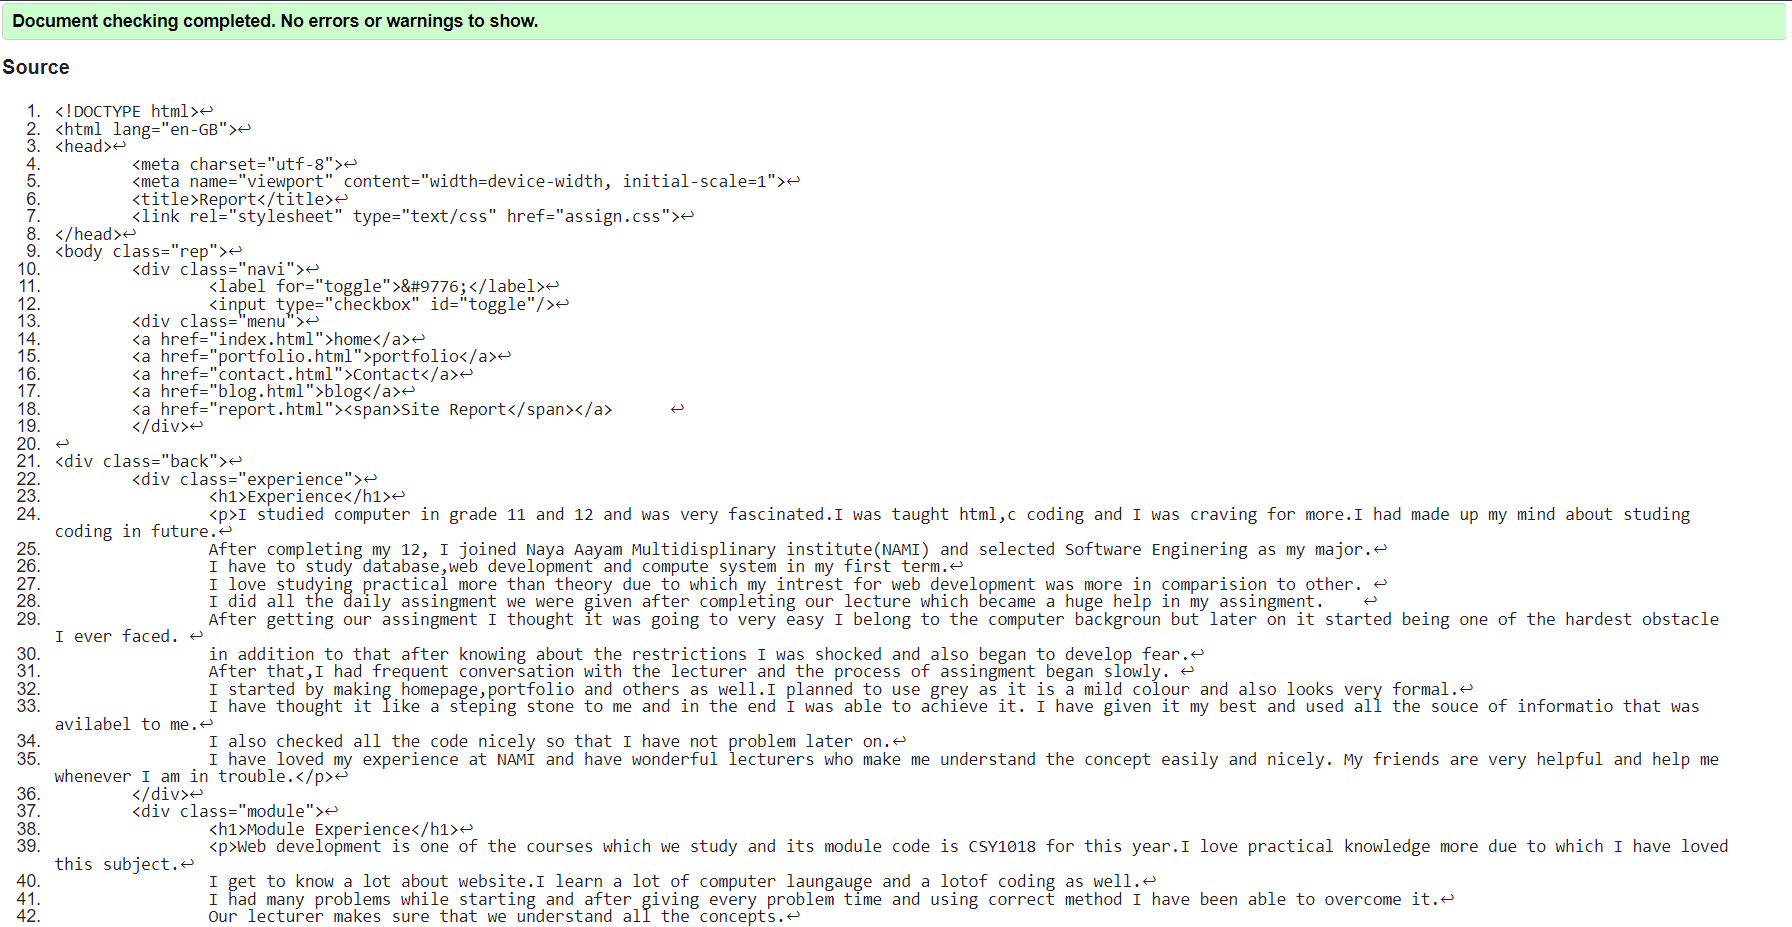 Document checking completed. No errors or warnings to show.
Source
1. <!DOCTYPE html>↩
2. <html lang="en-GB">↩
3. <head>↩
4. <meta charset="utf-8">↩
5. <meta name="viewport" content="width=device-width, initial-scale=1">↩
6. <title>Report</title>↩
7. <link rel="stylesheet" type="text/css" href="assign.css">↩
8. </head>↩
9. <body class="rep">↩
10. <div class="navi">↩
11. <label for="toggle">&#9776;</label>↩
12. <input type="checkbox" id="toggle"/>↩
13. <div class="menu">↩
14. <a href="index.html">home</a>↩
15. <a href="portfolio.html">portfolio</a>↩
16. <a href="contact.html">Contact</a>↩
17. <a href="blog.html">blog</a>↩
18. <a href="report.html"><span>Site Report</span></a> ↩
19. </div>↩
20. ↩
21. <div class="back">↩
22. <div class="experience">↩
23. <h1>Experience</h1>↩
24. <p>I studied computer in grade 11 and 12 and was very fascinated.I was taught html,c coding and I was craving for more.I had made up my mind about studing
coding in future.↩
25. After completing my 12, I joined Naya Aayam Multidisplinary institute(NAMI) and selected Software Enginering as my major.↩
26. I have to study database,web development and compute system in my first term.↩
27. I love studying practical more than theory due to which my intrest for web development was more in comparision to other. ↩
28. I did all the daily assingment we were given after completing our lecture which became a huge help in my assingment. ↩
29. After getting our assingment I thought it was going to very easy I belong to the computer backgroun but later on it started being one of the hardest obstacle
I ever faced. ↩
30. in addition to that after knowing about the restrictions I was shocked and also began to develop fear.↩
31. After that,I had frequent conversation with the lecturer and the process of assingment began slowly. ↩
32. I started by making homepage,portfolio and others as well.I planned to use grey as it is a mild colour and also looks very formal.↩
33. I have thought it like a steping stone to me and in the end I was able to achieve it. I have given it my best and used all the souce of informatio that was
avilabel to me.↩
34. I also checked all the code nicely so that I have not problem later on.↩
35. I have loved my experience at NAMI and have wonderful lecturers who make me understand the concept easily and nicely. My friends are very helpful and help me
whenever I am in trouble.</p>↩
36. </div>↩
37. <div class="module">↩
38. <h1>Module Experience</h1>↩
39. <p>Web development is one of the courses which we study and its module code is CSY1018 for this year.I love practical knowledge more due to which I have loved
this subject.↩
40. I get to know a lot about website.I learn a lot of computer laungauge and a lotof coding as well.↩
41. I had many problems while starting and after giving every problem time and using correct method I have been able to overcome it.↩
42. Our lecturer makes sure that we understand all the concepts.↩